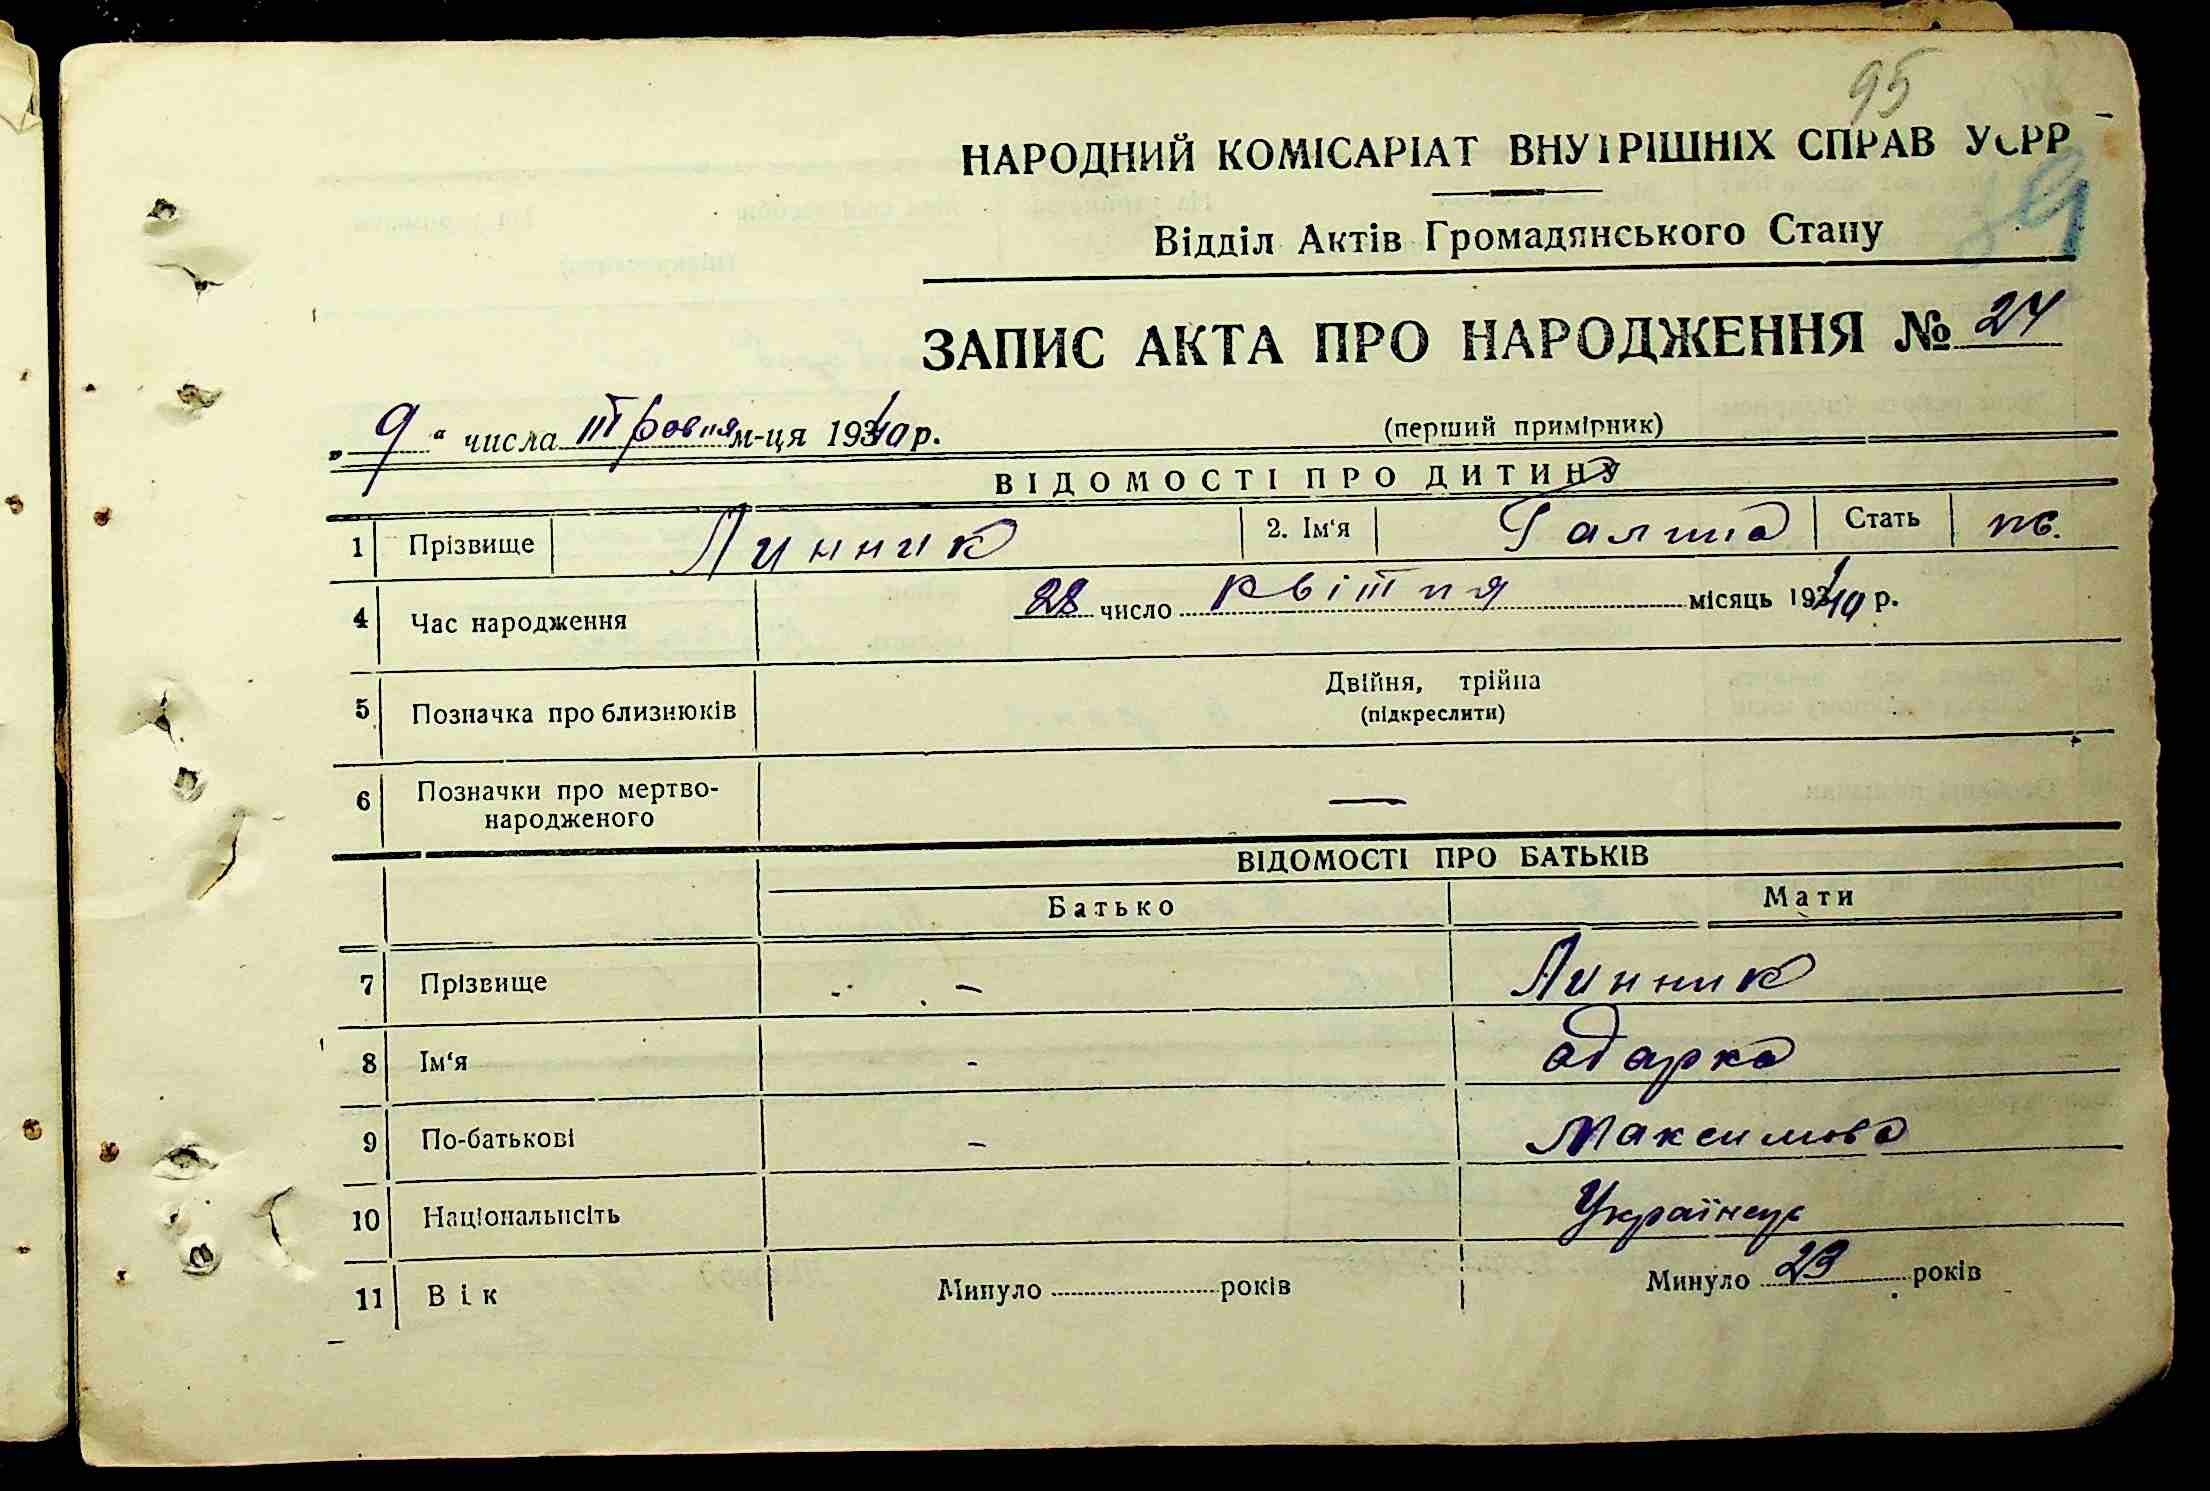 95
НАРОДНИЙ КОМІСАРІАТ ВНУТРІШНІХ СПРАВ УСРР
Відділ Актів Громадянського Стану
ЗАПИС АКТА ПРО НАРОДЖЕННЯ № 24
„9“ числа Травня м-ця 1940 р. (перший примірник)
ВІДОМОСТІ ПРО ДИТИНУ
1 Прізвище Линник 2. Ім'я Галина Стать ж.
4 Час народження 28 число квітня місяць 1940 р.
5 Позначка про близнюків Двійня, трійна
(підкреслити)
6 Позначки про мертво-
народженого —
ВІДОМОСТІ ПРО БАТЬКІВ
Батько Мати
7 Прізвище - Линник
8 Ім'я - Одарка
9 По-батькові - Максимова
10 Національність
11 Вік Минуло років Минуло 23 років